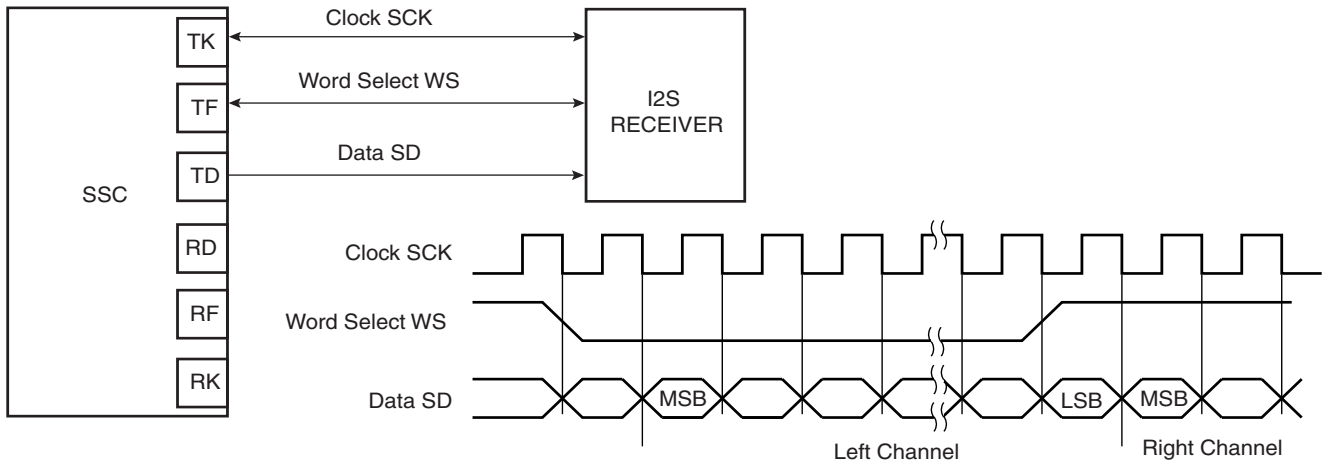 SSC
TK
TF
TD
RD
RF
RK
Clock SCK
Word Select WS
Data SD
I2S
RECEIVER
Clock SCK
Word Select WS
Data SD
MSB
LSB
MSB
Left Channel
Right Channel